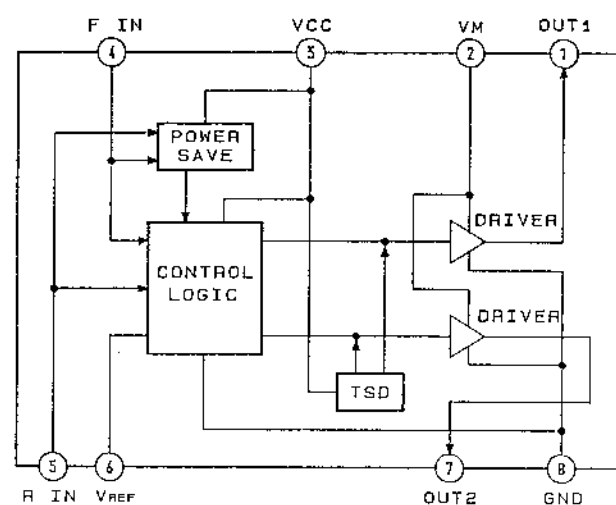 F IN VCC VM OUT1
4 3 2 1
POWER
SAVE
DRIVER
CONTROL
LOGIC
DRIVER
TSD
5 6 7 8
R IN VREF OUT2 GND